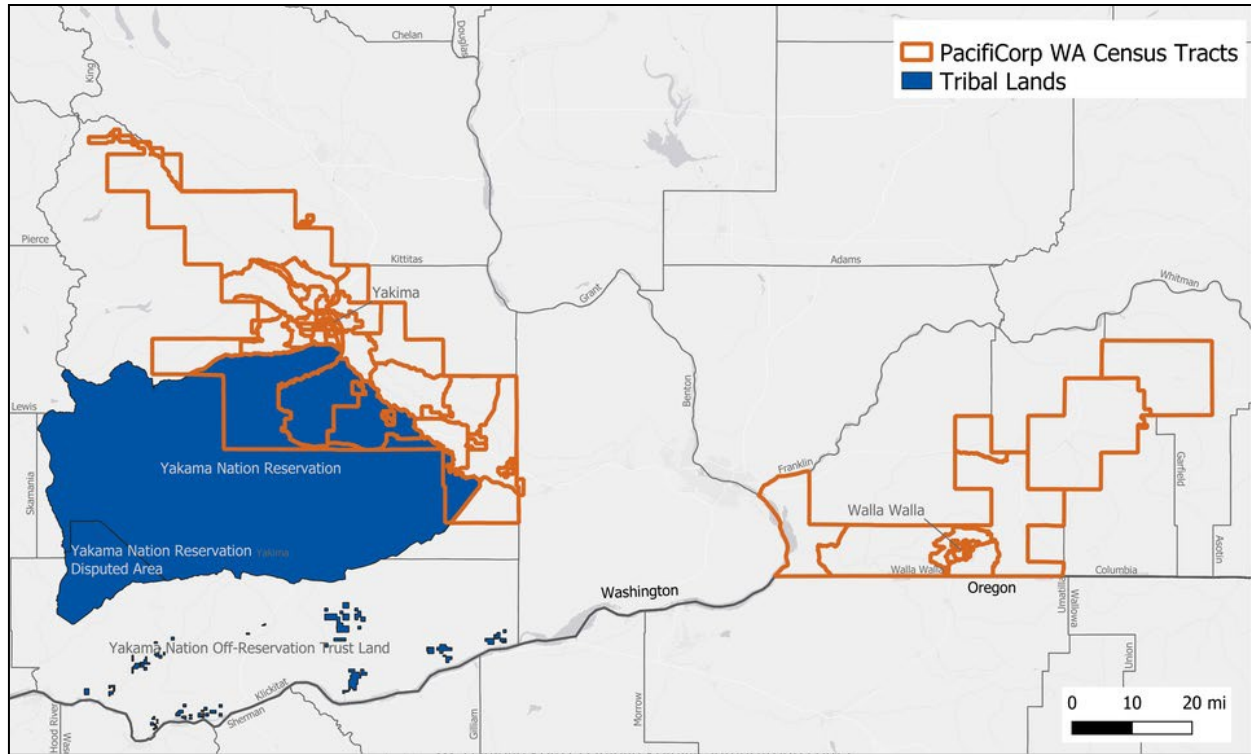 Chelan
Douglas
King
PacifiCorp WA Census Tracts
Tribal Lands
Pierce
Kittitas
Adams
Whitman
Grant
Yakima
Lewis
Benton
Skamania
Yakama Nation Reservation
Franklin
Garfield
Walla Walla
Yakama Nation Reservation
Disputed Area
Yakima
Asotin
Walla Walla
Columbia
Washington
Oregon
Umatilla
Wallowa
Yakama Nation Off-Reservation Trust Land
Union
Klickitat
Sherman
Hood River
Gilliam
Morrow
0 10 20 mi